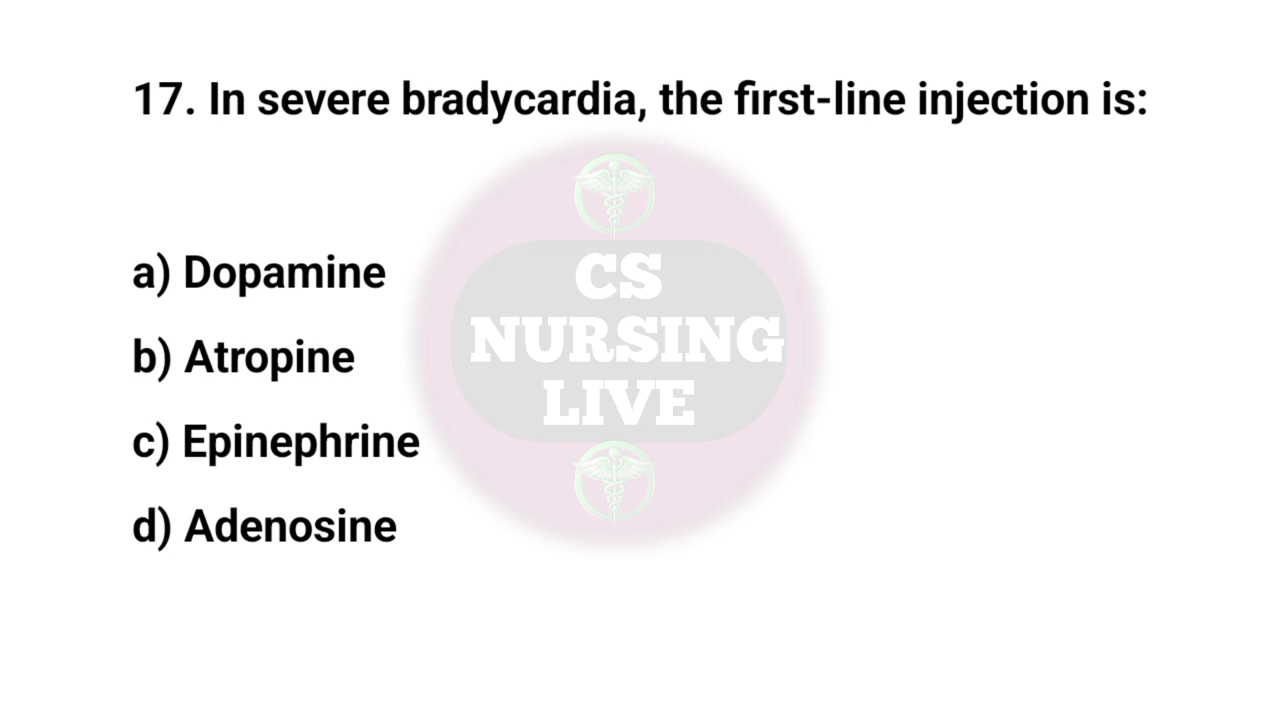 17. In severe bradycardia, the first-line injection is:
CS
NURSING
LIVE
a) Dopamine
b) Atropine
c) Epinephrine
d) Adenosine